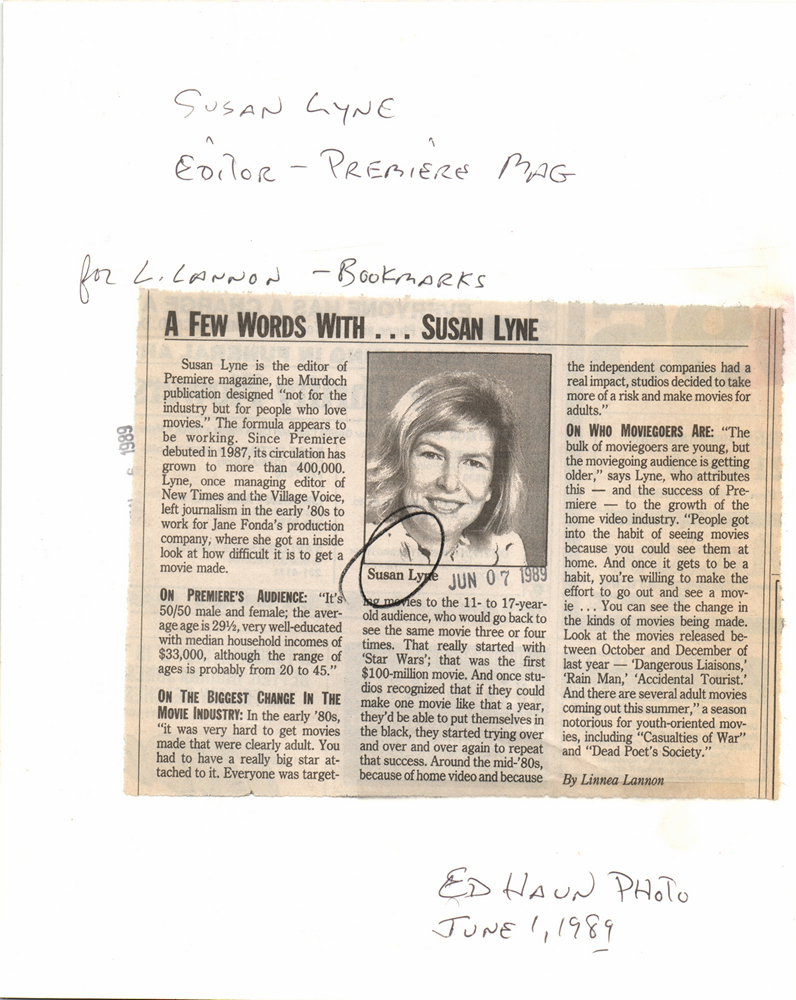 SUSAN LYNE
EDITOR - PREMIERE MAG
for L. LANNON - BOOKMARKS
A FEW WORDS WITH . . . SUSAN LYNE
Susan Lyne is the editor of
Premiere magazine, the Murdoch
publication designed “not for the
industry but for people who love
movies.” The formula appears to
be working. Since Premiere
debuted in 1987, its circulation has
grown to more than 400,000.
Lyne, once managing editor of
New Times and the Village Voice,
left journalism in the early ’80s to
work for Jane Fonda’s production
company, where she got an inside
look at how difficult it is to get a
movie made.
ON PREMIERE’S AUDIENCE: “It’s
50/50 male and female; the aver-
age age is 29½, very well-educated
with median household incomes of
$33,000, although the range of
ages is probably from 20 to 45.”
ON THE BIGGEST CHANGE IN THE
MOVIE INDUSTRY: In the early ’80s,
“it was very hard to get movies
made that were clearly adult. You
had to have a really big star at-
tached to it. Everyone was target-
Susan Lyne
JUN 07 1989
ing movies to the 11- to 17-year-
old audience, who would go back to
see the same movie three or four
times. That really started with
‘Star Wars’; that was the first
$100-million movie. And once stu-
dios recognized that if they could
make one movie like that a year,
they’d be able to put themselves in
the black, they started trying over
and over and over again to repeat
that success. Around the mid-’80s,
because of home video and because
the independent companies had a
real impact, studios decided to take
more of a risk and make movies for
adults.”
ON WHO MOVIEGOERS ARE: “The
bulk of moviegoers are young, but
the moviegoing audience is getting
older,” says Lyne, who attributes
this — and the success of Pre-
miere — to the growth of the
home video industry. “People got
into the habit of seeing movies
because you could see them at
home. And once it gets to be a
habit, you’re willing to make the
effort to go out and see a mov-
ie . . . You can see the change in
the kinds of movies being made.
Look at the movies released be-
tween October and December of
last year — ‘Dangerous Liaisons,’
‘Rain Man,’ ‘Accidental Tourist.’
And there are several adult movies
coming out this summer,” a season
notorious for youth-oriented mov-
ies, including “Casualties of War”
and “Dead Poet’s Society.”
By Linnea Lannon
1989
ED HAUN PHOTO
JUNE 1, 1989